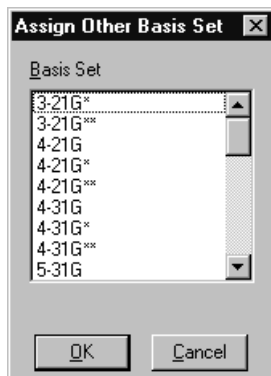 Assign Other Basis Set
Basis Set
3-21G*
3-21G**
4-21G
4-21G*
4-21G**
4-31G
4-31G*
4-31G**
5-31G
OK
Cancel